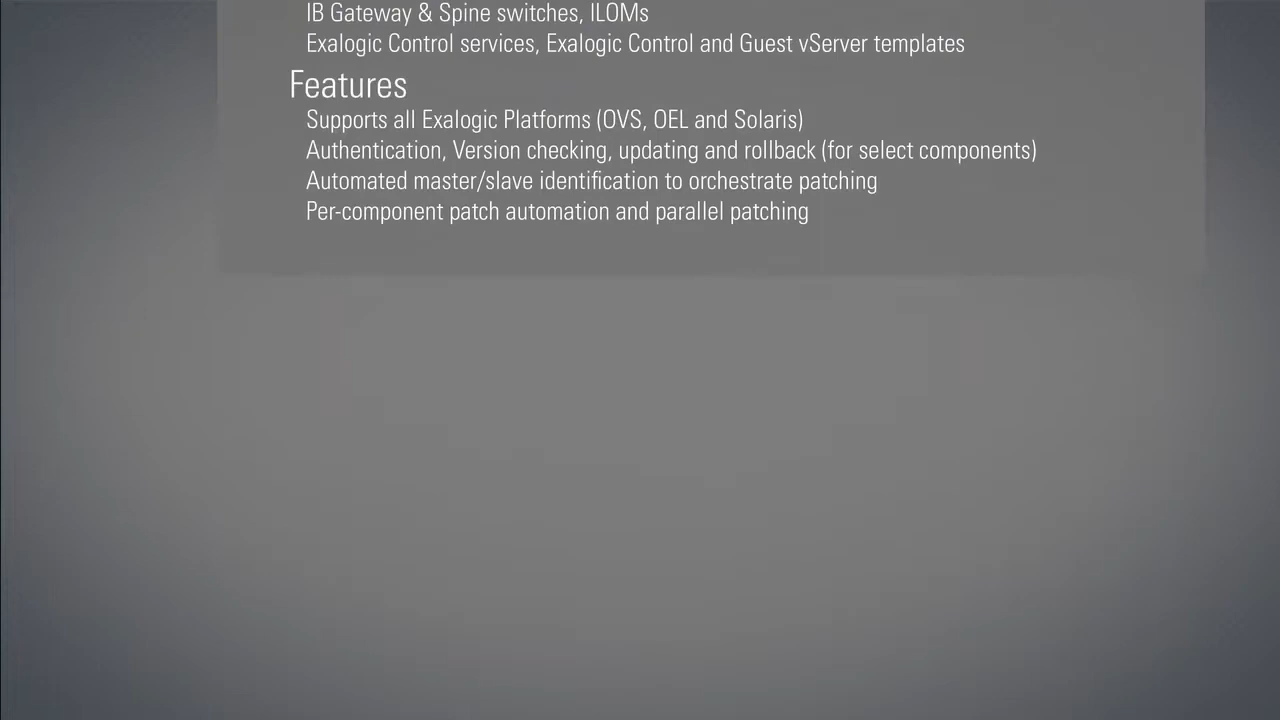 IB Gateway & Spine switches, ILOMs
Exalogic Control services, Exalogic Control and Guest vServer templates
Features
Supports all Exalogic Platforms (OVS, OEL and Solaris)
Authentication, Version checking, updating and rollback (for select components)
Automated master/slave identification to orchestrate patching
Per-component patch automation and parallel patching